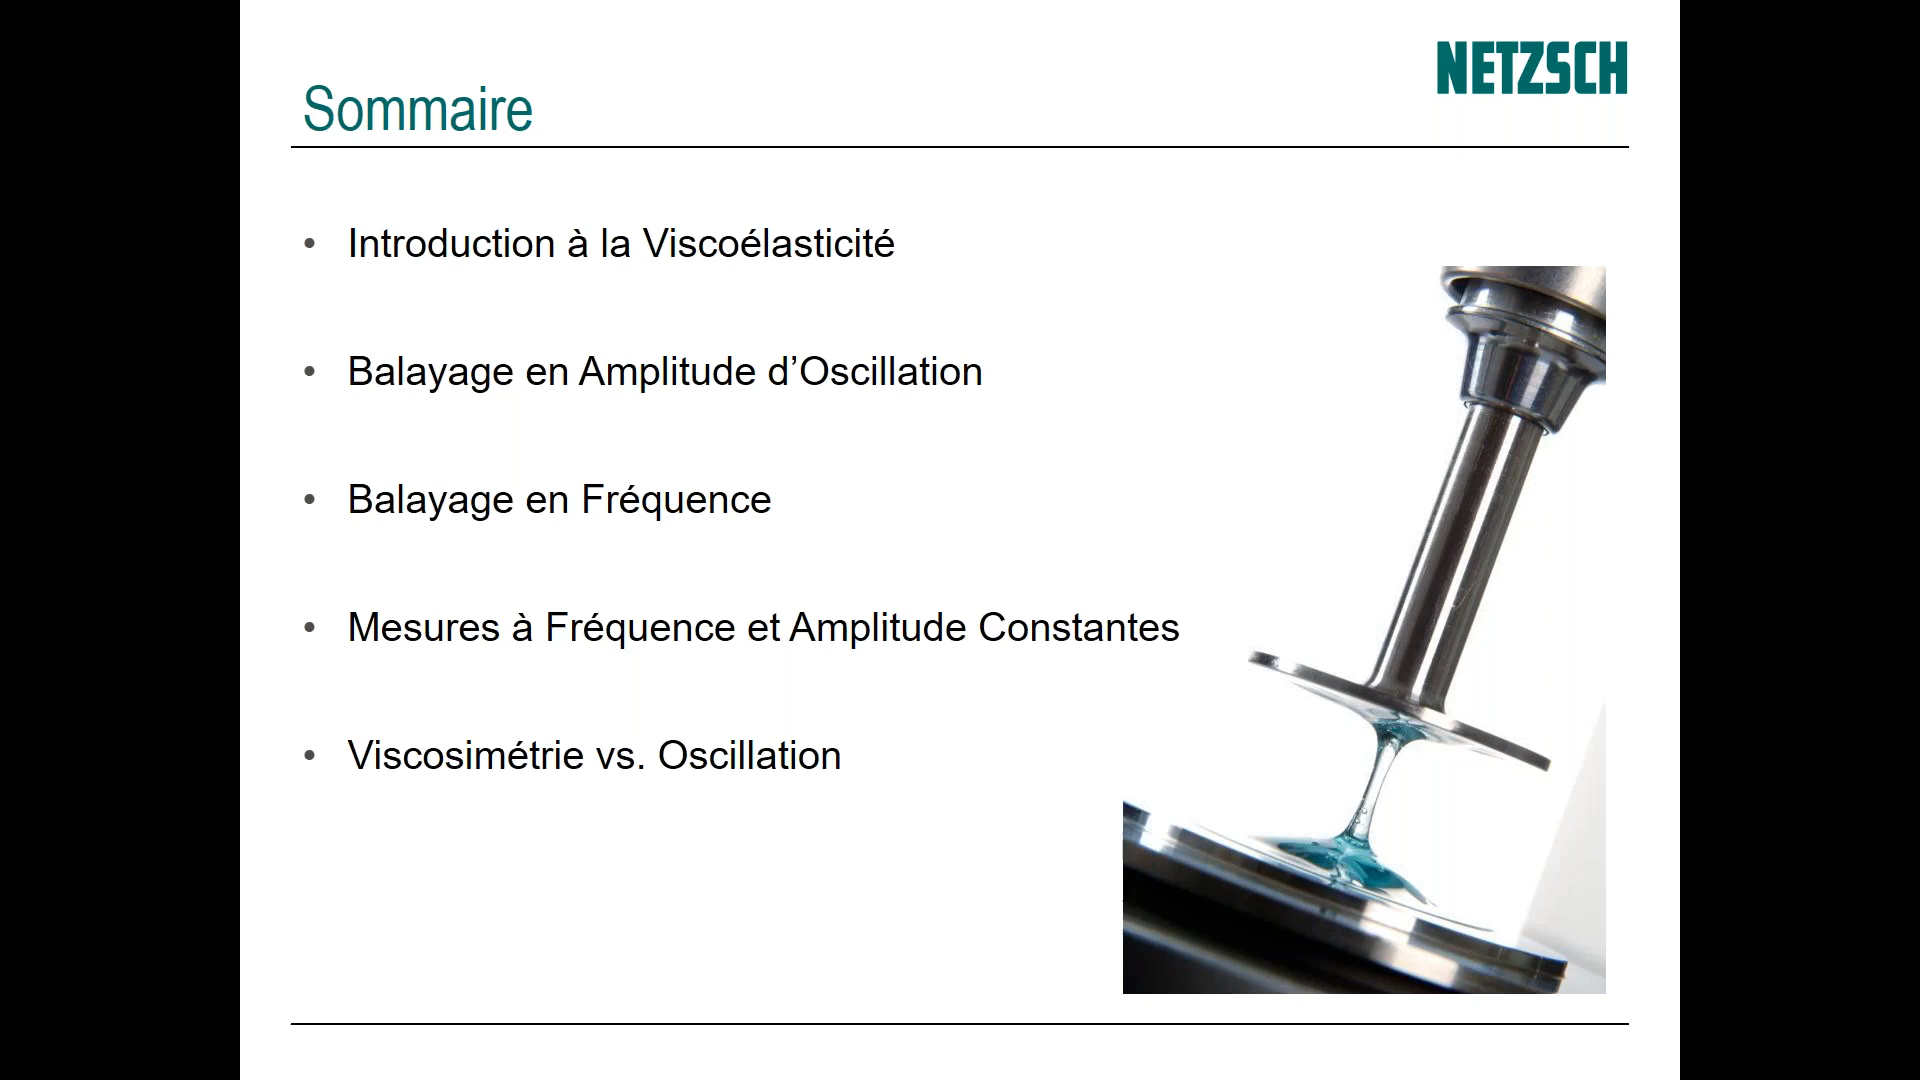 NETZSCH
Sommaire
• Introduction à la Viscoélasticité
• Balayage en Amplitude d’Oscillation
• Balayage en Fréquence
• Mesures à Fréquence et Amplitude Constantes
• Viscosimétrie vs. Oscillation